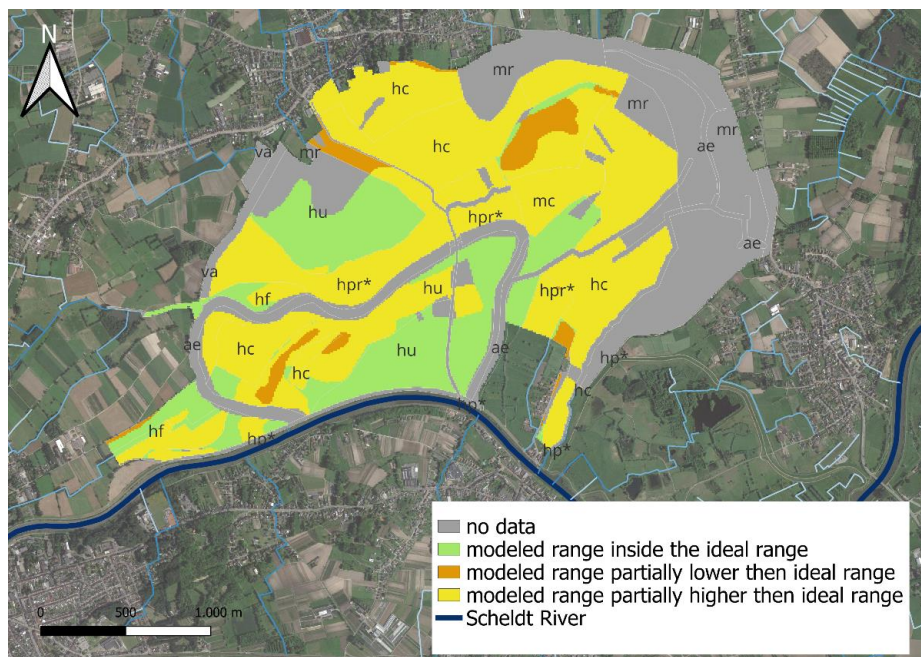 N
mr
hc
mr
mr
va*
mr
hc
ae
hu
mc
hpr*
va
ae
hpr*
hu
hpr*
hc
hf
ae
hc
hu
ae
hp*
hc
hc
hp*
hf
hp*
hp*
no data
modeled range inside the ideal range
modeled range partially lower then ideal range
modeled range partially higher then ideal range
Scheldt River
0 500 1.000 m